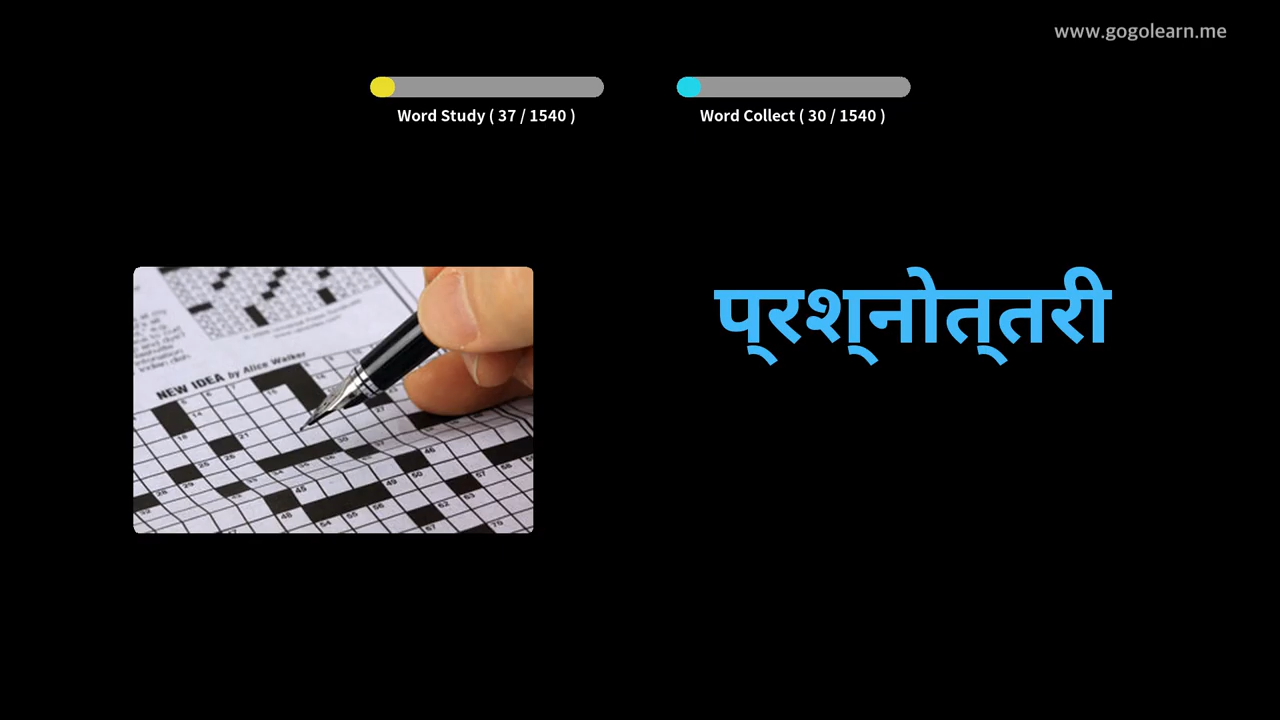 www.gogolearn.me
Word Study ( 37 / 1540 )
Word Collect ( 30 / 1540 )
NEW IDEA by Alice Walker
प्रश्नोत्तरी